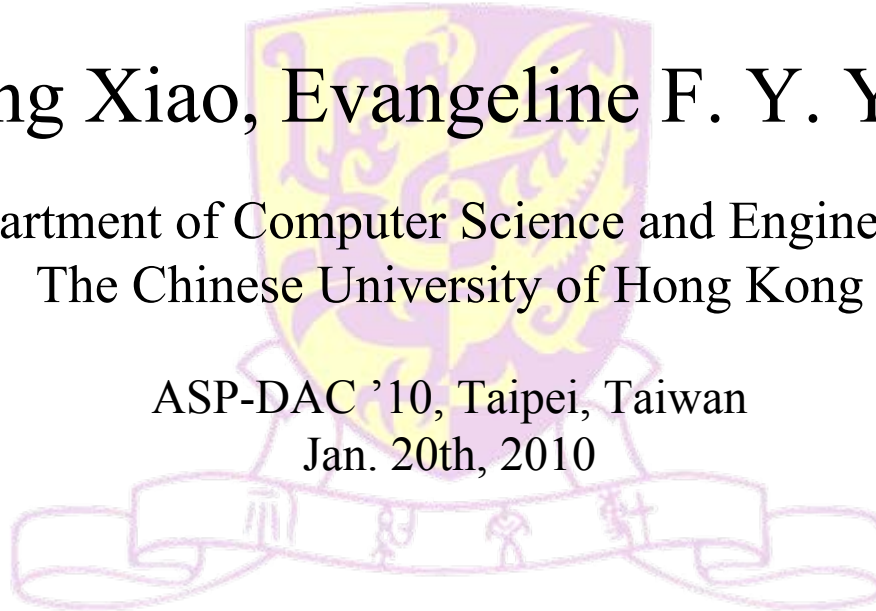 ng Xiao, Evangeline F. Y. Y
artment of Computer Science and Engine
The Chinese University of Hong Kong
ASP-DAC ’10, Taipei, Taiwan
Jan. 20th, 2010